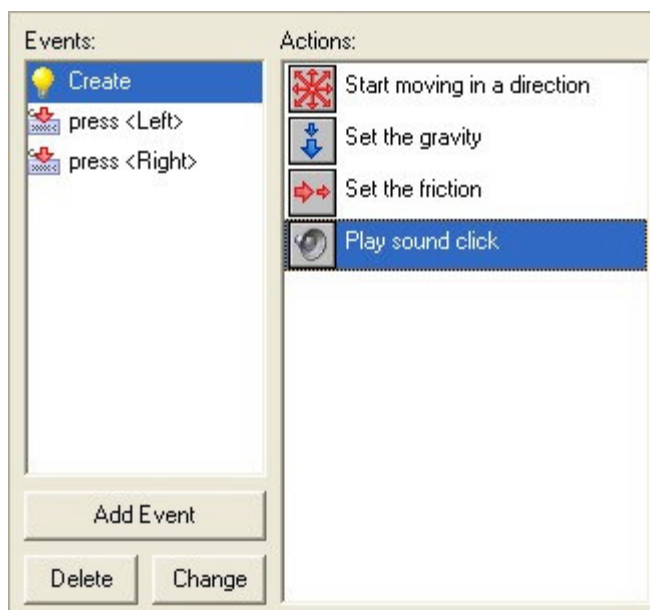 Events:
Create
press <Left>
press <Right>
Add Event
Delete
Change
Actions:
Start moving in a direction
Set the gravity
Set the friction
Play sound click